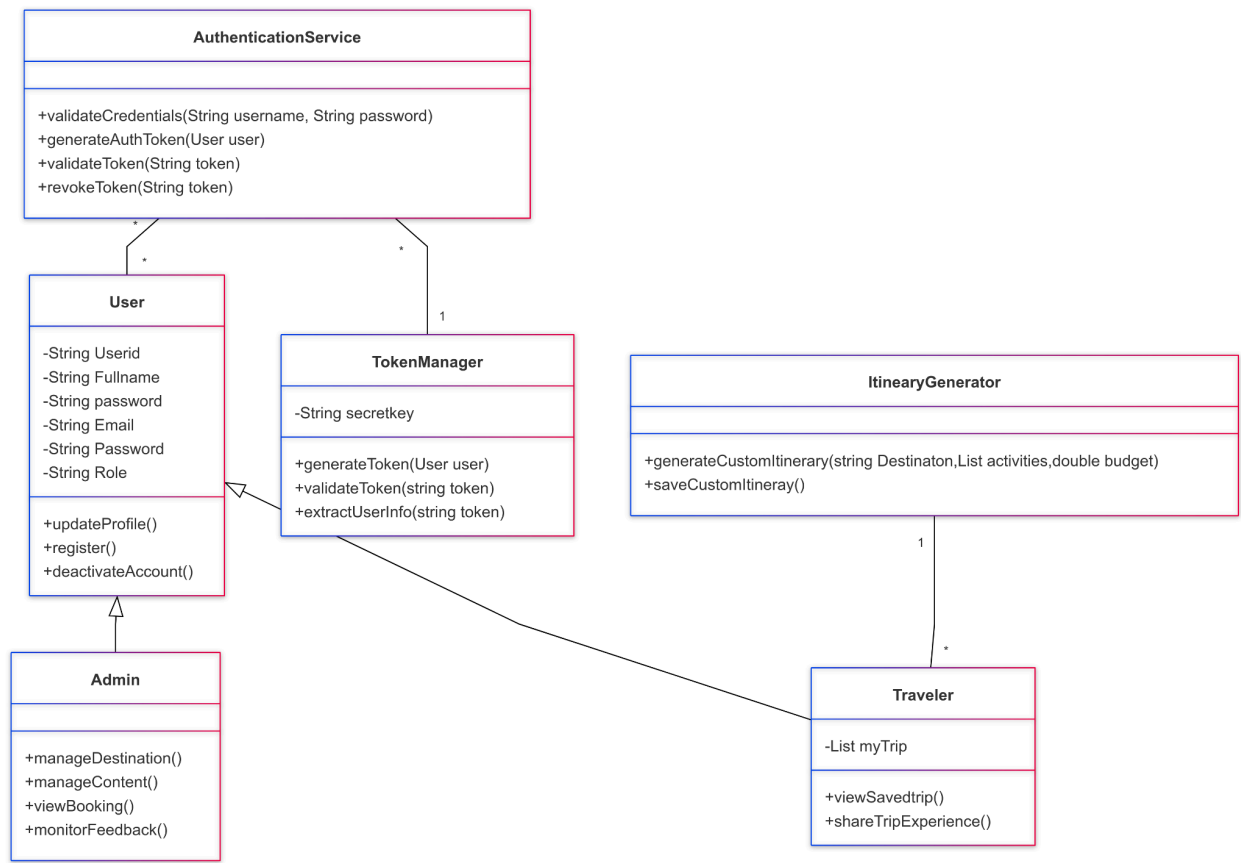 AuthenticationService
+validateCredentials(String username, String password)
+generateAuthToken(User user)
+validateToken(String token)
+revokeToken(String token)
*
*
*
1
User
-String Userid
-String Fullname
-String password
-String Email
-String Password
-String Role
+updateProfile()
+register()
+deactivateAccount()
TokenManager
-String secretkey
+generateToken(User user)
+validateToken(string token)
+extractUserInfo(string token)
ItinearyGenerator
+generateCustomItinerary(string Destinaton,List activities,double budget)
+saveCustomItineray()
1
*
Admin
+manageDestination()
+manageContent()
+viewBooking()
+monitorFeedback()
Traveler
-List myTrip
+viewSavedtrip()
+shareTripExperience()